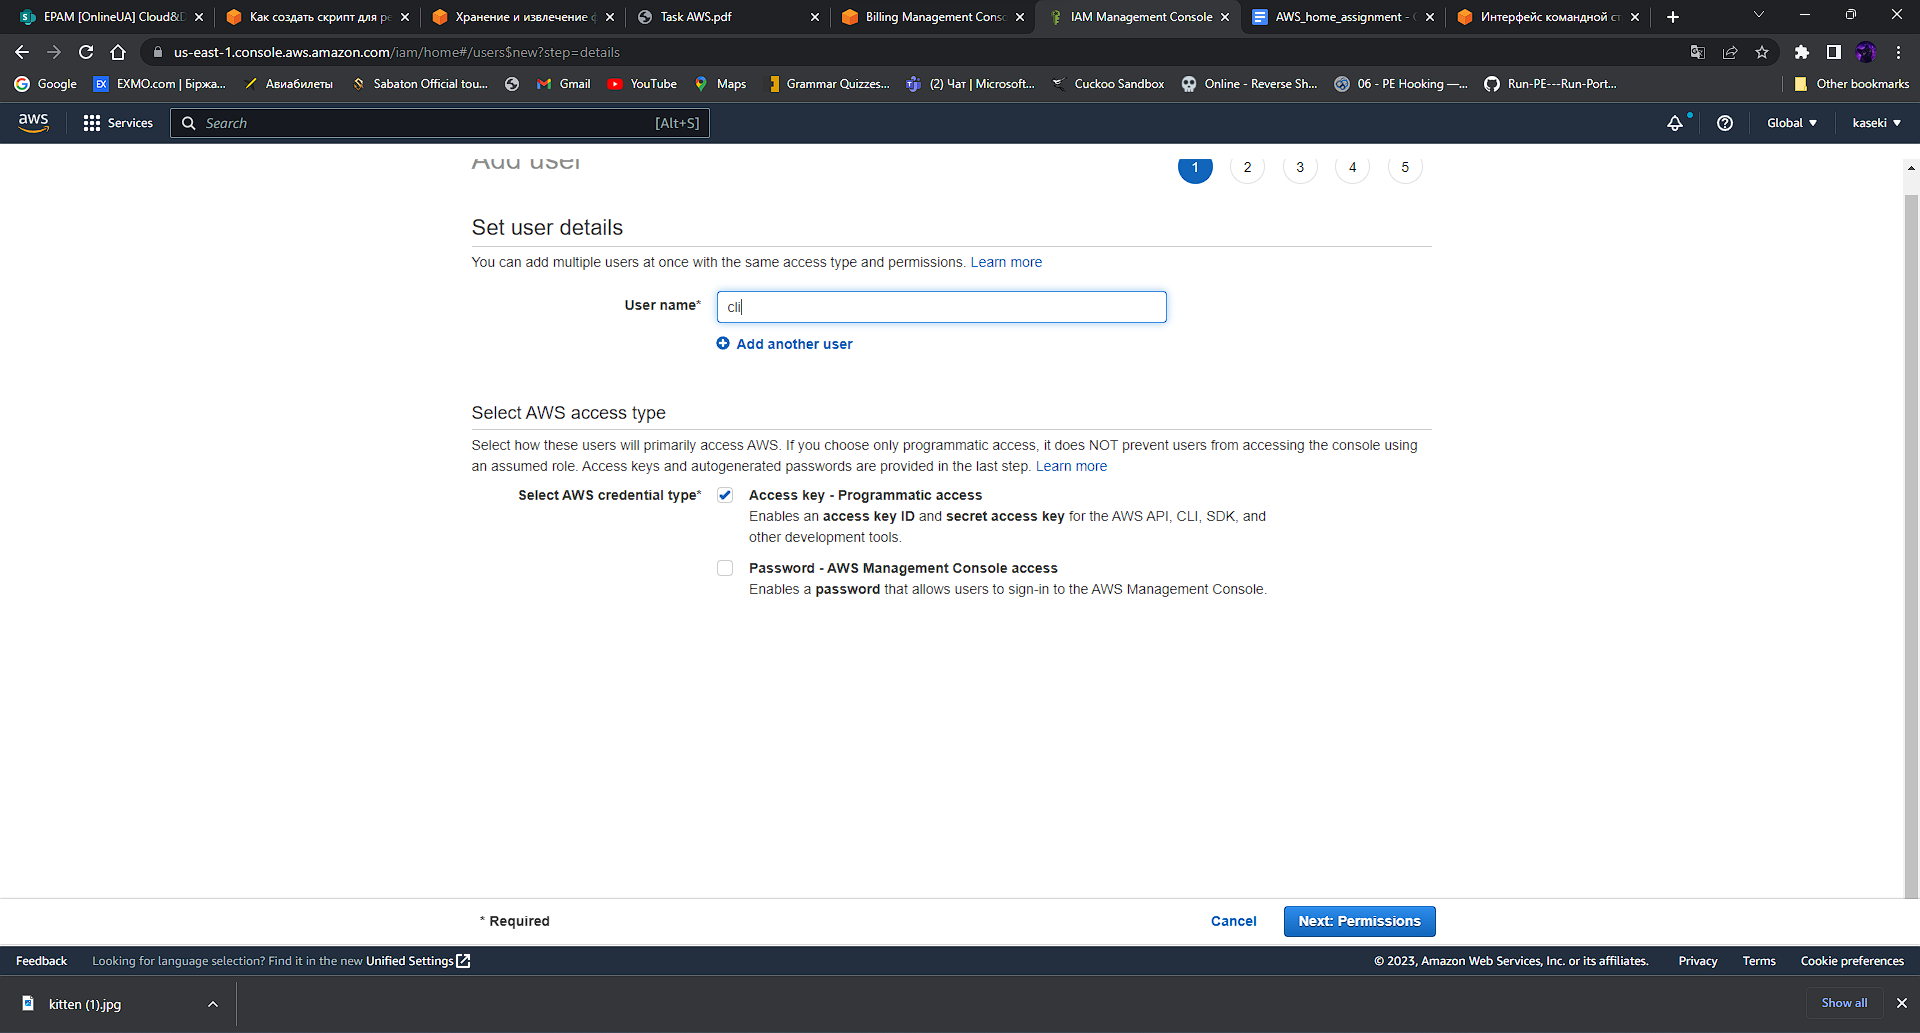 EPAM [OnlineUA] Cloud&D
Как создать скрипт для ре
Хранение и извлечение ф
Task AWS.pdf
Billing Management Conso
IAM Management Console
AWS_home_assignment -
Интерфейс командной ст
us-east-1.console.aws.amazon.com/iam/home#/users$new?step=details
Google
EX
EXMO.com | Біржа...
Авиабилеты
Sabaton Official tou...
Gmail
YouTube
Maps
Grammar Quizzes...
(2) Чат | Microsoft...
Cuckoo Sandbox
Online - Reverse Sh...
06 - PE Hooking —...
Run-PE---Run-Port...
Other bookmarks
aws
Services
Search
[Alt+S]
Global
kaseki
Add user
1
2
3
4
5
Set user details
You can add multiple users at once with the same access type and permissions. Learn more
User name*
cli
Add another user
Select AWS access type
Select how these users will primarily access AWS. If you choose only programmatic access, it does NOT prevent users from accessing the console using
an assumed role. Access keys and autogenerated passwords are provided in the last step. Learn more
Select AWS credential type*
Access key - Programmatic access
Enables an access key ID and secret access key for the AWS API, CLI, SDK, and
other development tools.
Password - AWS Management Console access
Enables a password that allows users to sign-in to the AWS Management Console.
* Required
Cancel
Next: Permissions
Feedback
Looking for language selection? Find it in the new Unified Settings
© 2023, Amazon Web Services, Inc. or its affiliates.
Privacy
Terms
Cookie preferences
kitten (1).jpg
Show all